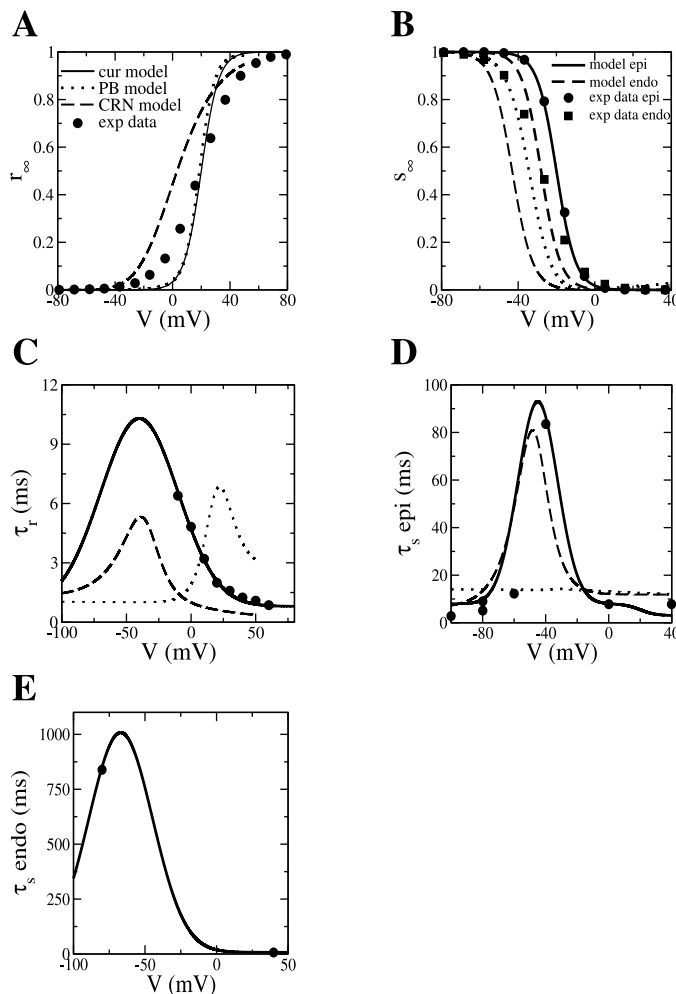 A
1
0.8
0.6
0.4
0.2
0
r∞
cur model
PB model
CRN model
exp data
-80 -40 0 40 80
V (mV)
B
1
0.8
0.6
0.4
0.2
0
s∞
model epi
model endo
exp data epi
exp data endo
-80 -40 0 40
V (mV)
C
12
9
6
3
0
τr (ms)
-100 -50 0 50
V (mV)
D
100
80
60
40
20
0
τs epi (ms)
-80 -40 0 40
V (mV)
E
1000
750
500
250
0
τs endo (ms)
-100 -50 0 50
V (mV)